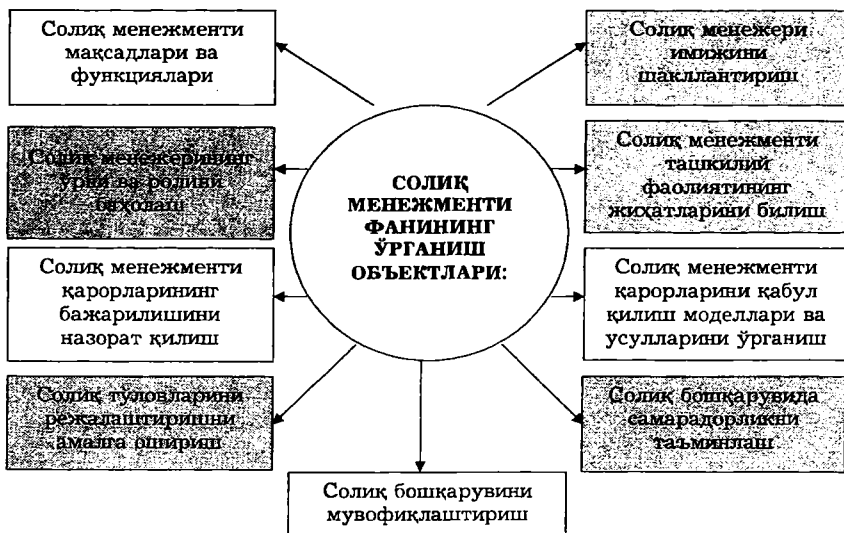 Солиқ менежменти
мақсадлари ва
функциялари
Солиқ менежери
имижини
шакллантириш
Солиқ менежерининг
ўрни ва ролини
баҳолаш
СОЛИҚ
МЕНЕЖМЕНТИ
ФАНИНИНГ
ЎРГАНИШ
ОБЪЕКТЛАРИ:
Солиқ менежменти
ташкилий
фаолиятининг
жиҳатларини билиш
Солиқ менежменти
қарорларининг
бажарилишини
назорат қилиш
Солиқ менежменти
қарорларини қабул
қилиш моделлари ва
усулларини ўрганиш
Солиқ тўловларини
режалаштиришни
амалга ошириш
Солиқ бошқарувида
самарадорликни
таъминлаш
Солиқ бошқарувини
мувофиқлаштириш